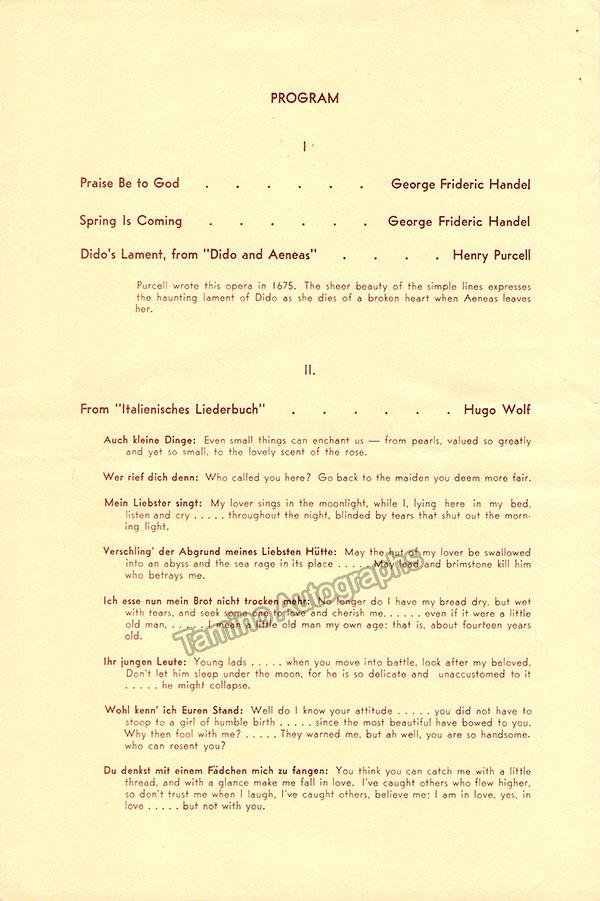 PROGRAM
I
Praise Be to God . . . . . . George Frideric Handel
Spring Is Coming . . . . . . George Frideric Handel
Dido's Lament, from "Dido and Aeneas" . . . . Henry Purcell
Purcell wrote this opera in 1675. The sheer beauty of the simple lines expresses
the haunting lament of Dido as she dies of a broken heart when Aeneas leaves
her.
II.
From "Italienisches Liederbuch" . . . . . . Hugo Wolf
Auch kleine Dinge: Even small things can enchant us — from pearls, valued so greatly
and yet so small, to the lovely scent of the rose.
Wer rief dich denn: Who called you here? Go back to the maiden you deem more fair.
Mein Liebster singt: My lover sings in the moonlight, while I, lying here in my bed,
listen and cry . . . . . throughout the night, blinded by tears that shut out the morn-
ing light.
Verschling' der Abgrund meines Liebsten Hütte: May the hut of my lover be swallowed
into an abyss and the sea rage in its place . . . . . May lead and brimstone kill him
who betrays me.
Ich esse nun mein Brot nicht trocken mehr: No longer do I have my bread dry, but wet
with tears, and seek some one to love and cherish me, . . . . . even if it were a little
old man, . . . . . I mean a little old man my own age; that is, about fourteen years
old.
Ihr jungen Leute: Young lads . . . . . when you move into battle, look after my beloved.
Don't let him sleep under the moon, for he is so delicate and unaccustomed to it
. . . . . he might collapse.
Wohl kenn' ich Euren Stand: Well do I know your attitude . . . . . you did not have to
stoop to a girl of humble birth . . . . . since the most beautiful have bowed to you.
Why then fool with me? . . . . . They warned me, but ah well, you are so handsome.
who can resent you?
Du denkst mit einem Fädchen mich zu fangen: You think you can catch me with a little
thread, and with a glance make me fall in love. I've caught others who flew higher,
so don't trust me when I laugh, I've caught others, believe me; I am in love, yes, in
love . . . . . but not with you.
Tamino Autographs